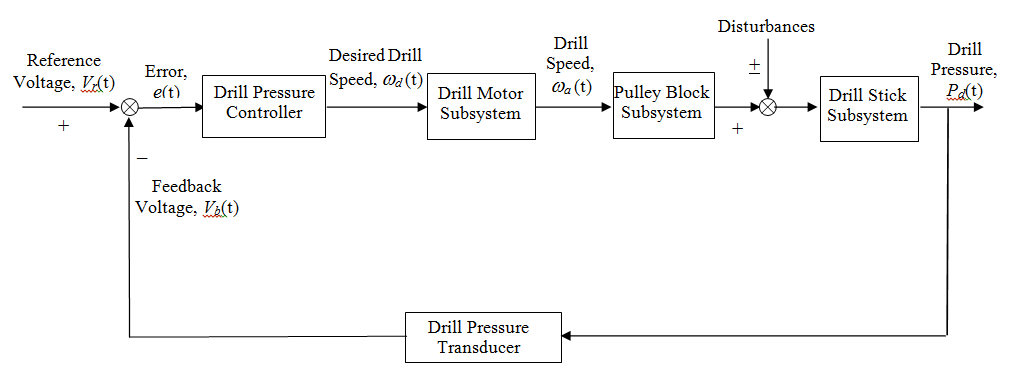 Disturbances
Reference
Voltage, Vr(t)
+
Error,
e(t)
Drill Pressure
Controller
Desired Drill
Speed, ωd(t)
Drill Motor
Subsystem
Drill
Speed,
ωa(t)
Pulley Block
Subsystem
+
±
Drill Stick
Subsystem
Drill
Pressure,
Pd(t)
−
Feedback
Voltage, Vb(t)
Drill Pressure
Transducer